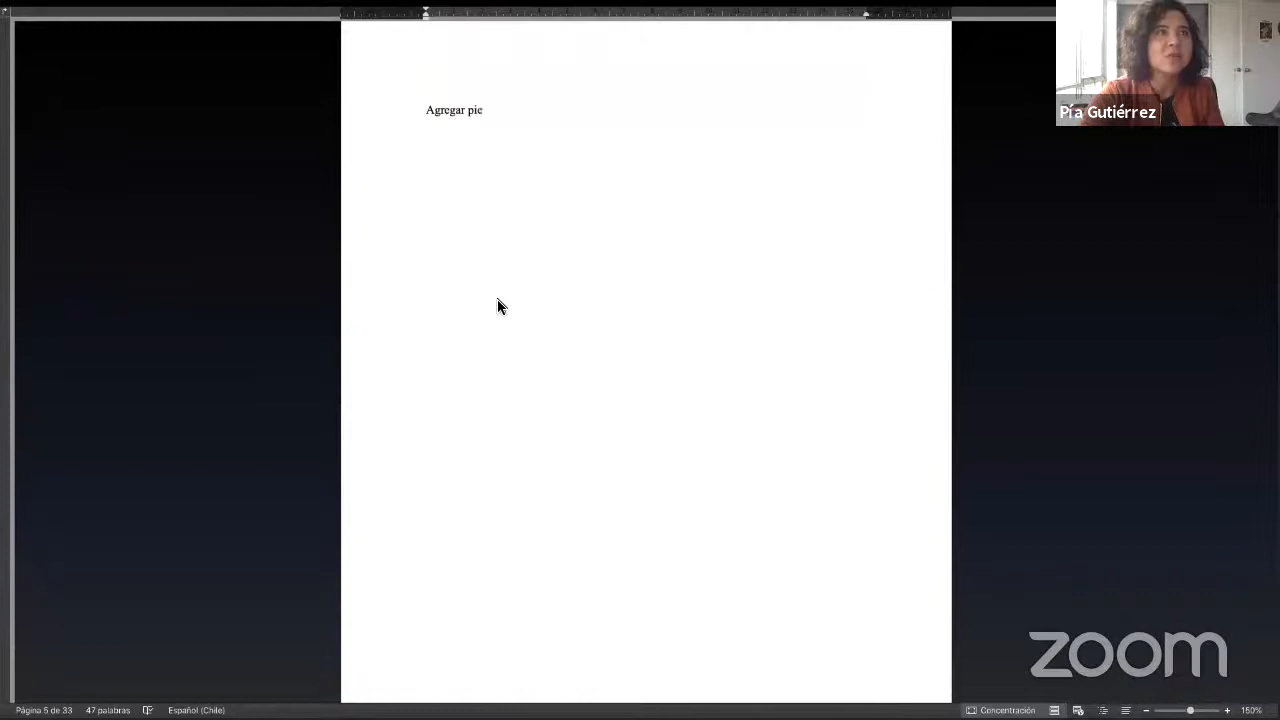 Agregar pie
Pía Gutiérrez
zoom
Página 5 de 33 47 palabras Español (Chile) Concentración 150%